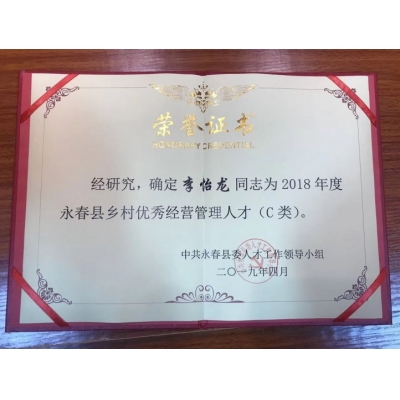 荣誉证书
HONORARY CREDENTIAL
经研究，确定李怡龙同志为2018年度
永春县乡村优秀经营管理人才（C类）。
中共永春县委人才工作领导小组
二〇一九年四月